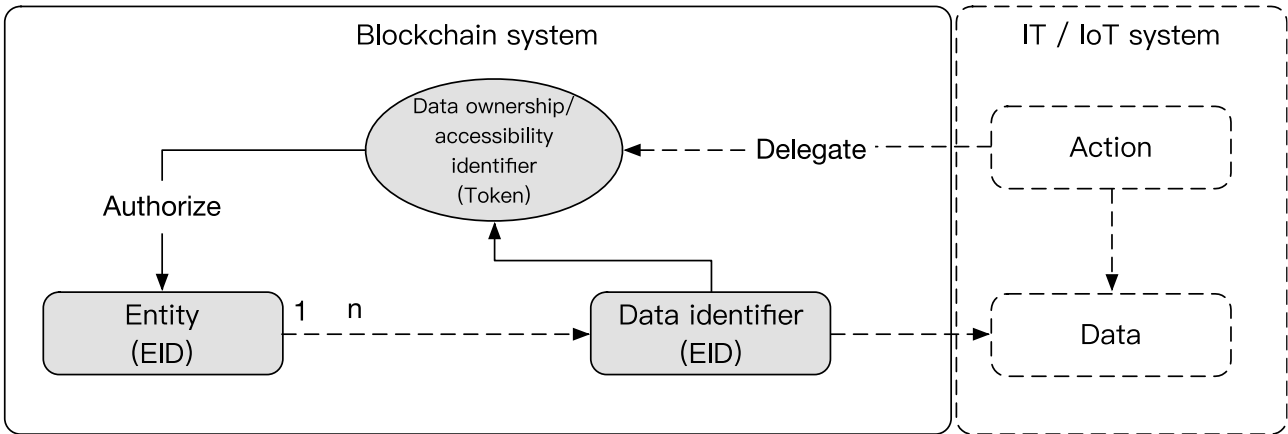 Blockchain system
IT / IoT system
Data ownership/
accessibility
identifier
(Token)
Delegate
Action
Authorize
Entity
(EID)
1 n
Data identifier
(EID)
Data